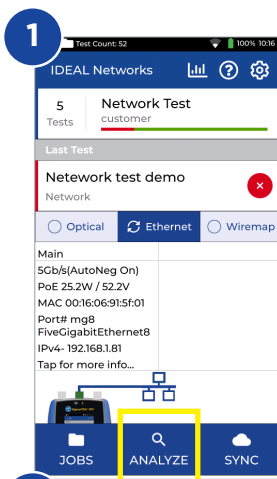 1
Test Count: 52 100% 10:16
IDEAL Networks
5 Tests Network Test
customer
Last Test
Netework test demo
Network
Optical Ethernet Wiremap
Main
5Gb/s(AutoNeg On)
PoE 25.2W / 52.2V
MAC 00:16:06:91:5f:01
Port# mg8
FiveGigabitEthernet8
IPv4- 192.168.1.81
Tap for more info...
JOBS ANALYZE SYNC